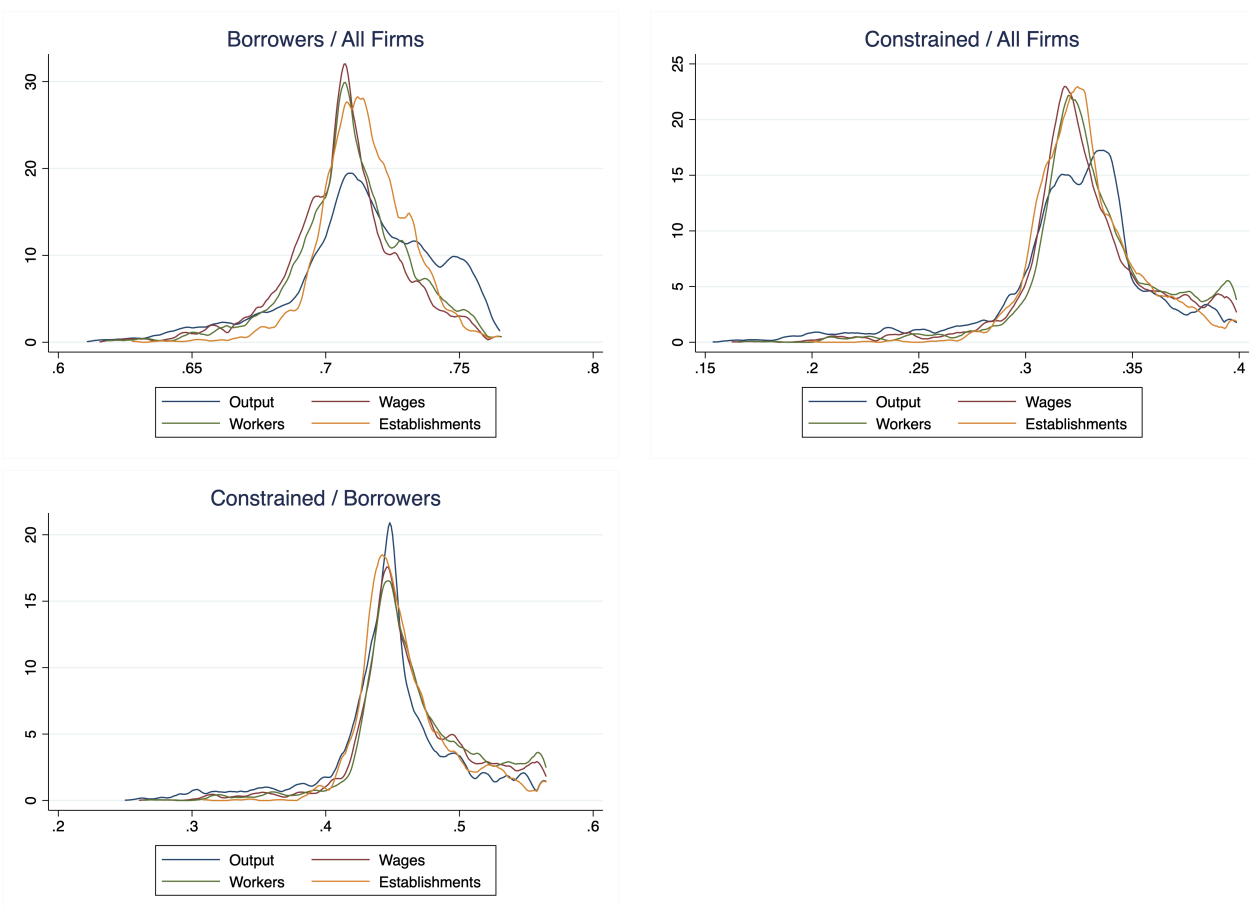 Borrowers / All Firms
30
20
10
0
.6 .65 .7 .75 .8
Output Wages
Workers Establishments
Constrained / All Firms
25
20
15
10
5
0
.15 .2 .25 .3 .35 .4
Output Wages
Workers Establishments
Constrained / Borrowers
20
15
10
5
0
.2 .3 .4 .5 .6
Output Wages
Workers Establishments